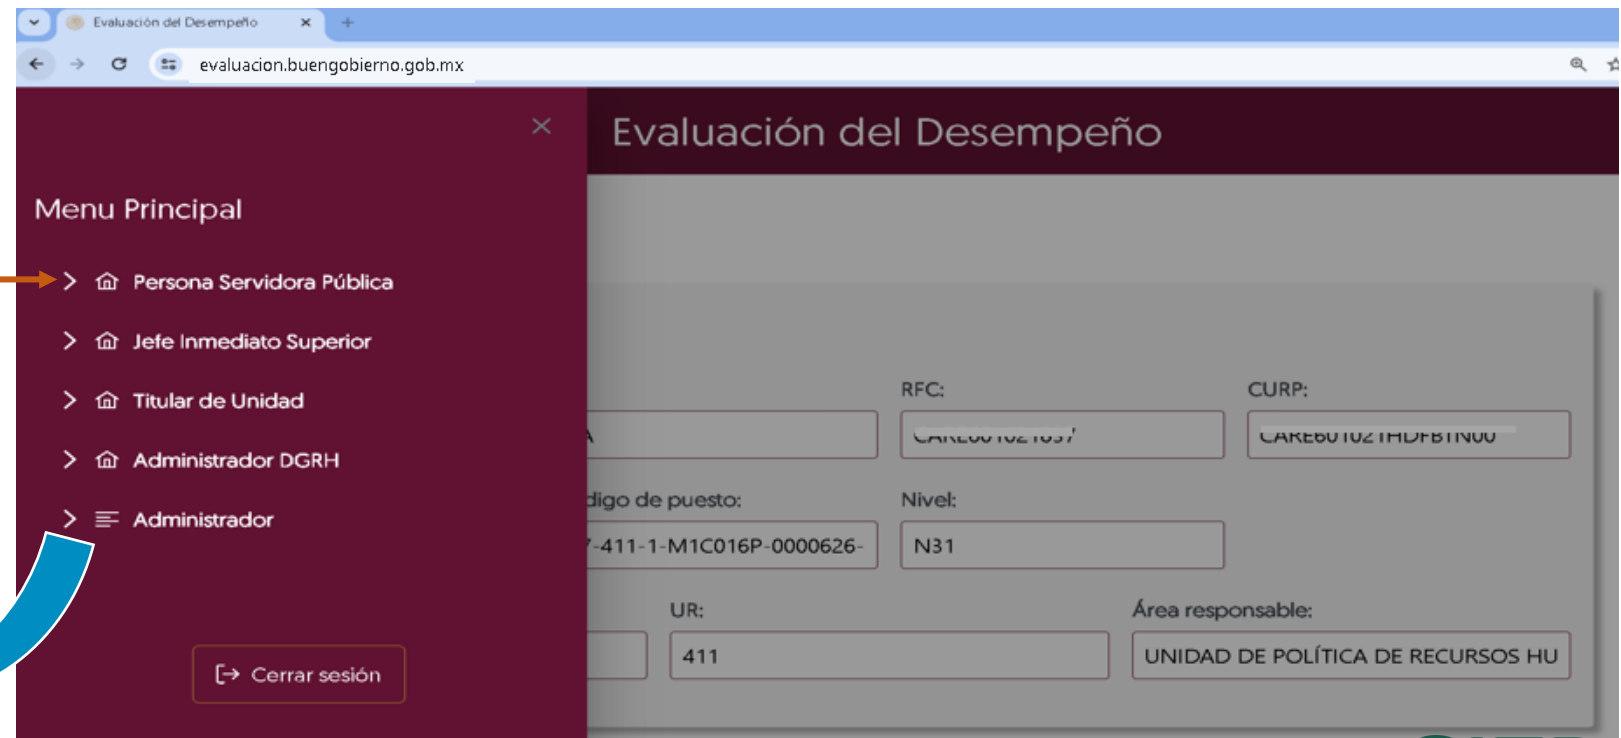 Evaluación del Desempeño
evaluacion.buengobierno.gob.mx
Evaluación del Desempeño
Menu Principal
Persona Servidora Pública
Jefe Inmediato Superior
Titular de Unidad
Administrador DGRH
Administrador
Cerrar sesión
RFC:
CURP:
A
digo de puesto:
Nivel:
7-411-1-M1C016P-0000626-
N31
UR:
Área responsable:
411
UNIDAD DE POLÍTICA DE RECURSOS HU